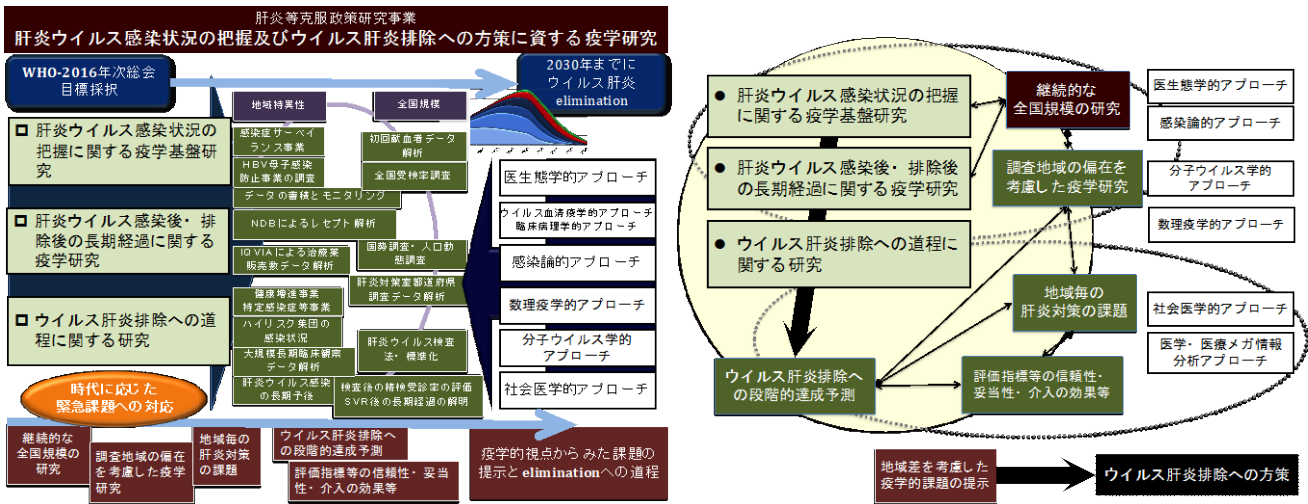 肝炎等克服政策研究事業
肝炎ウイルス感染状況の把握及びウイルス肝炎排除への方策に資する疫学研究
WHO-2016年次総会
目標採択
2030年までに
ウイルス肝炎
elimination
肝炎ウイルス感染状況の
把握に関する疫学基盤研
究
肝炎ウイルス感染後・排
除後の長期経過に関する
疫学研究
ウイルス肝炎排除への道
程に関する研究
時代に応じた
緊急課題への対応
地域特異性
全国規模
感染症サーベイ
ランス事業
初回献血者データ
解析
HBV母子感染
防止事業の調査
全国受検率調査
データの蓄積とモニタリング
NDBによるレセプト解析
国勢調査・人口動
態調査
IQVIAによる治療薬
販売数データ解析
肝炎対策室都道府県
調査データ解析
健康増進事業
特定感染症等事業
ハイリスク集団の
感染状況
肝炎ウイルス検査
法・標準化
大規模長期臨床観察
データ解析
肝炎ウイルス感染
の長期予後
検査後の精検受診率の評価
SVR後の長期経過の解明
医生態学的アプローチ
ウイルス血清疫学的アプローチ
臨床病理学的アプローチ
感染論的アプローチ
数理疫学的アプローチ
分子ウイルス学的
アプローチ
社会医学的アプローチ
継続的な
全国規模の
研究
調査地域の偏在
を考慮した疫学
研究
地域毎の
肝炎対策
の課題
ウイルス肝炎排除へ
の段階的達成予測
評価指標等の信頼性・妥当
性・介入の効果等
疫学的視点からみた課題の
提示とeliminationへの道程
肝炎ウイルス感染状況の把握
に関する疫学基盤研究
肝炎ウイルス感染後・排除後
の長期経過に関する疫学研究
ウイルス肝炎排除への道程に
関する研究
継続的な
全国規模の研究
調査地域の偏在を
考慮した疫学研究
地域毎の
肝炎対策の課題
ウイルス肝炎排除へ
の段階的達成予測
評価指標等の信頼性・
妥当性・介入の効果等
医生態学的アプローチ
感染論的アプローチ
分子ウイルス学的
アプローチ
数理疫学的アプローチ
社会医学的アプローチ
医学・医療メガ情報
分析アプローチ
地域差を考慮した
疫学的課題の提示
ウイルス肝炎排除への方策